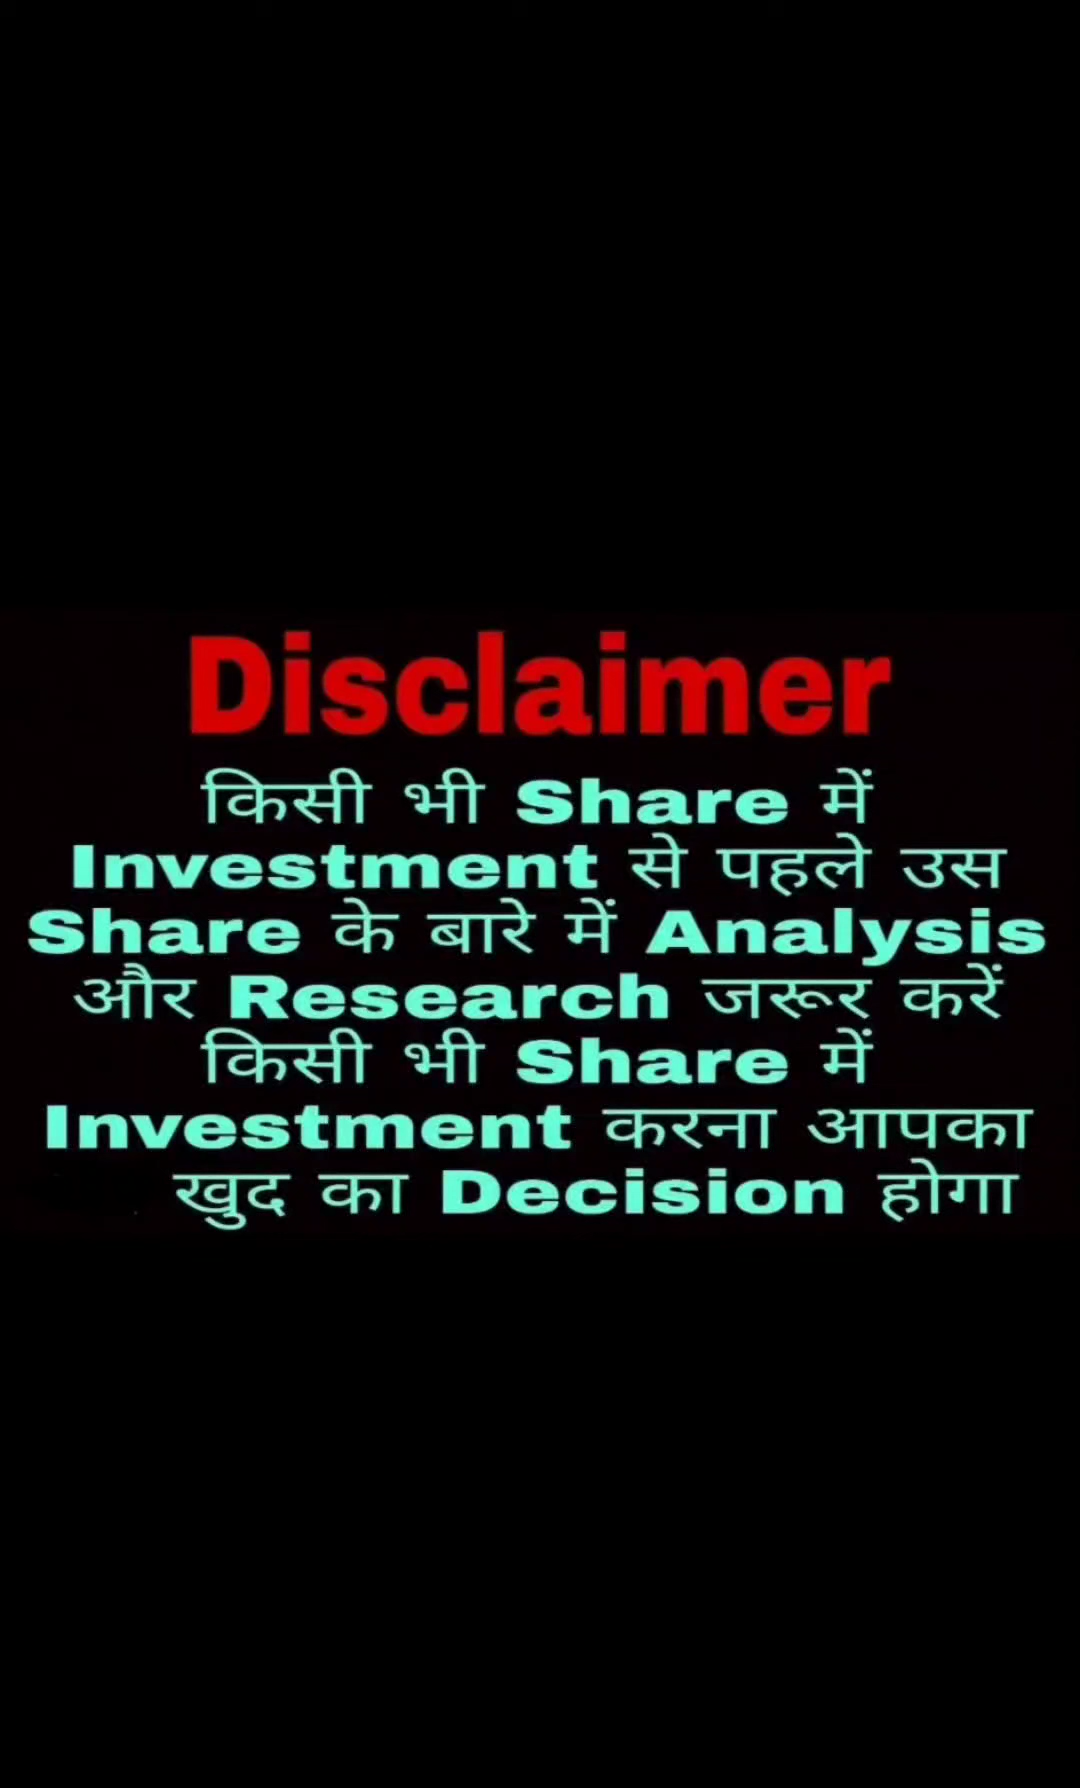 Disclaimer
किसी भी Share में
Investment से पहले उस
Share के बारे में Analysis
और Research जरूर करें
किसी भी Share में
Investment करना आपका
खुद का Decision होगा